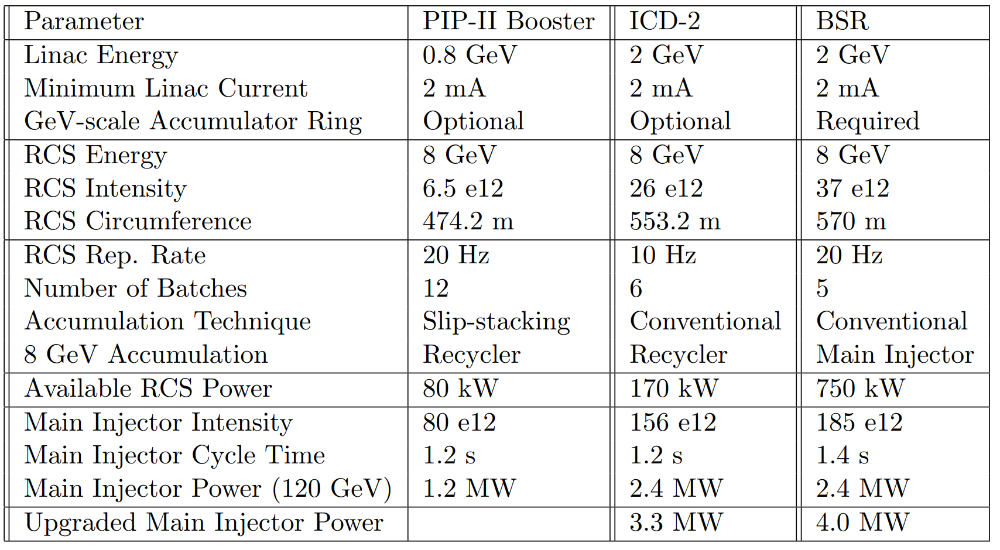 Parameter PIP-II Booster ICD-2 BSR
Linac Energy 0.8 GeV 2 GeV 2 GeV
Minimum Linac Current 2 mA 2 mA 2 mA
GeV-scale Accumulator Ring Optional Optional Required
RCS Energy 8 GeV 8 GeV 8 GeV
RCS Intensity 6.5 e12 26 e12 37 e12
RCS Circumference 474.2 m 553.2 m 570 m
RCS Rep. Rate 20 Hz 10 Hz 20 Hz
Number of Batches 12 6 5
Accumulation Technique Slip-stacking Conventional Conventional
8 GeV Accumulation Recycler Recycler Main Injector
Available RCS Power 80 kW 170 kW 750 kW
Main Injector Intensity 80 e12 156 e12 185 e12
Main Injector Cycle Time 1.2 s 1.2 s 1.4 s
Main Injector Power (120 GeV) 1.2 MW 2.4 MW 2.4 MW
Upgraded Main Injector Power 3.3 MW 4.0 MW